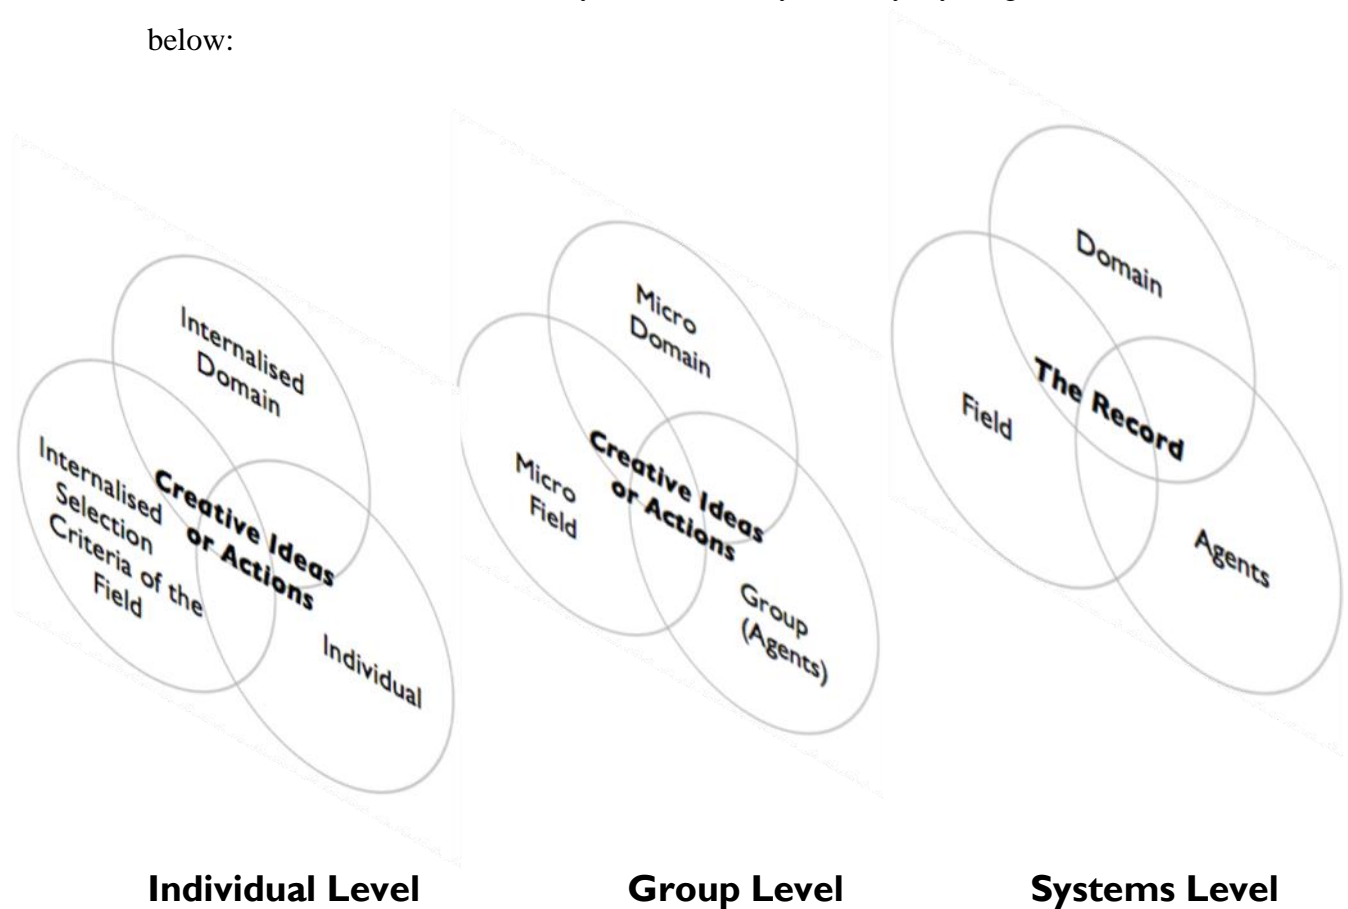 below:
Internalised
Domain
Internalised
Selection
Criteria of the
Field
Creative Ideas
or Actions
Individual
Micro
Domain
Micro
Field
Creative Ideas
or Actions
Group
(Agents)
Domain
Field
The Record
Agents
Individual Level
Group Level
Systems Level